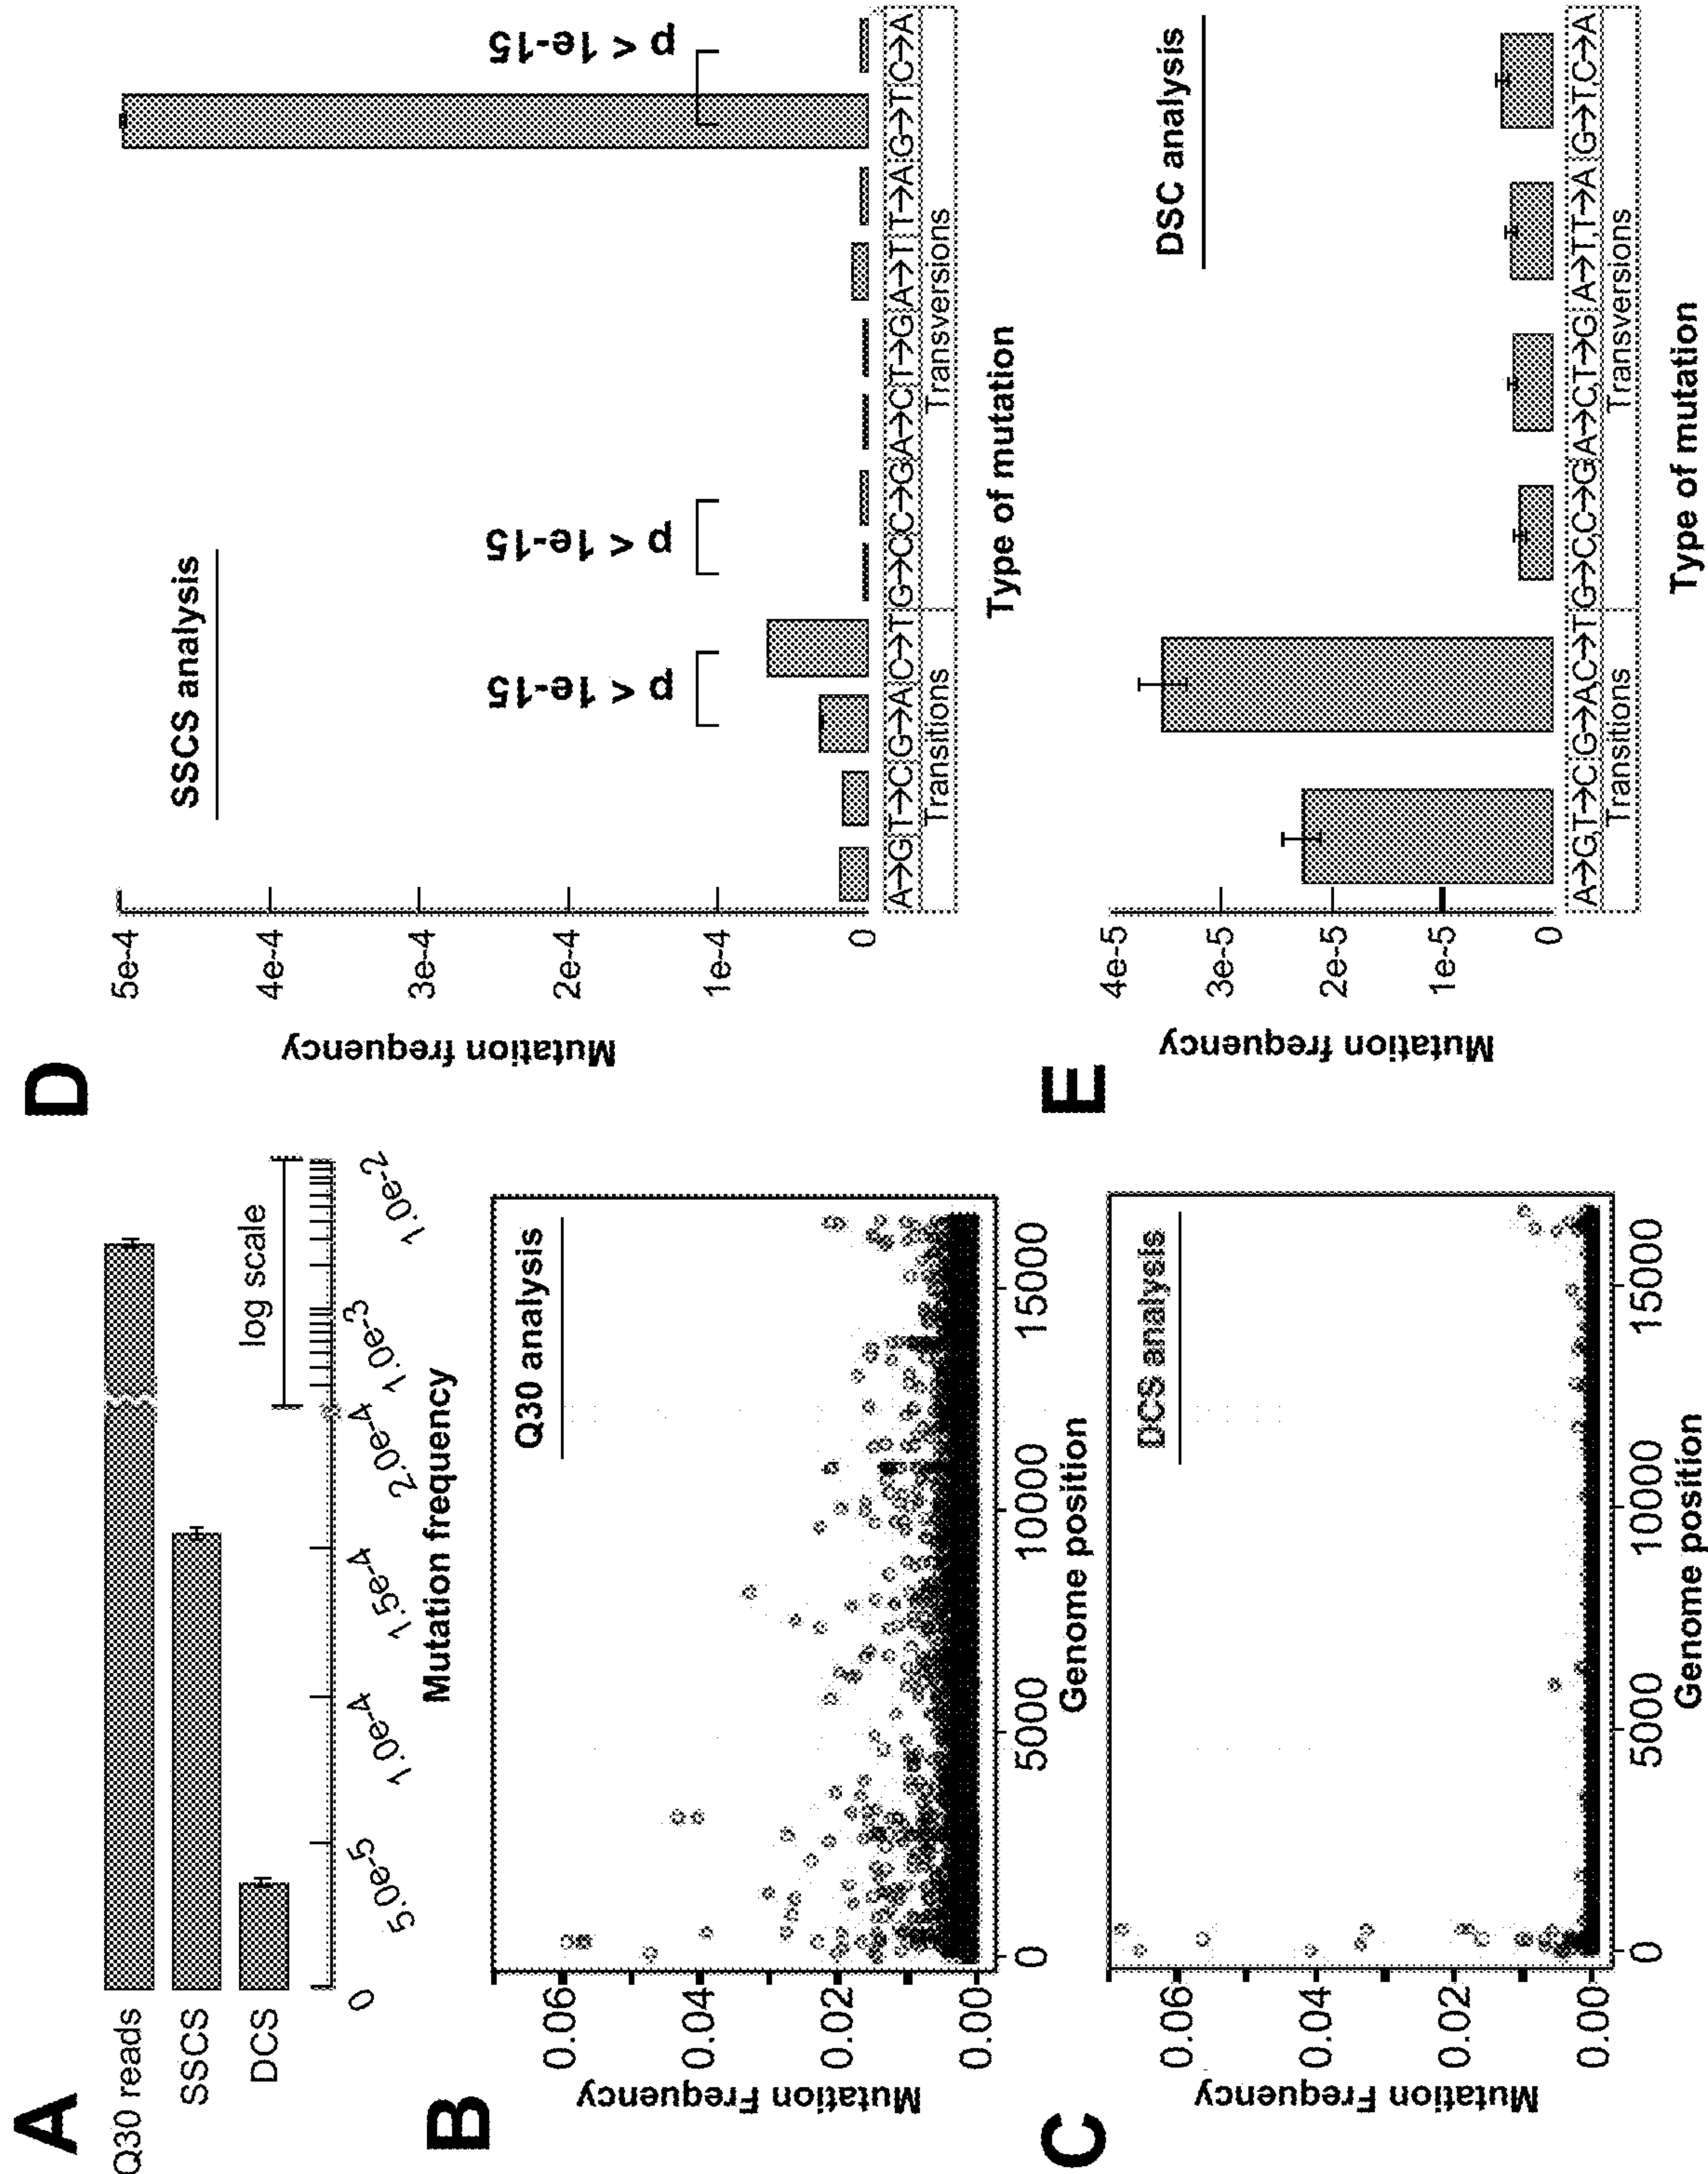 A
Q30 reads
SSCS
DCS
log scale
0
5.0e-5
1.0e-4
1.5e-4
2.0e-4
1.0e-3
1.0e-2
Mutation frequency
B
Q30 analysis
Mutation Frequency
0.06
0.04
0.02
0.00
0
5000
10000
15000
Genome position
C
DCS analysis
Mutation Frequency
0.06
0.04
0.02
0.00
0
5000
10000
15000
Genome position
D
SSCS analysis
Mutation frequency
5e-4
4e-4
3e-4
2e-4
1e-4
0
p < 1e-15
p < 1e-15
p < 1e-15
A→G T→C G→A C→T G→C C→G A→C T→G A→T T→A G→T C→A
Transitions Transversions
Type of mutation
E
DSC analysis
Mutation frequency
4e-5
3e-5
2e-5
1e-5
0
A→G,T→C G→A C→T G→C,C→G A→C,T→G A→T,T→A G→T,C→A
Transitions Transversions
Type of mutation